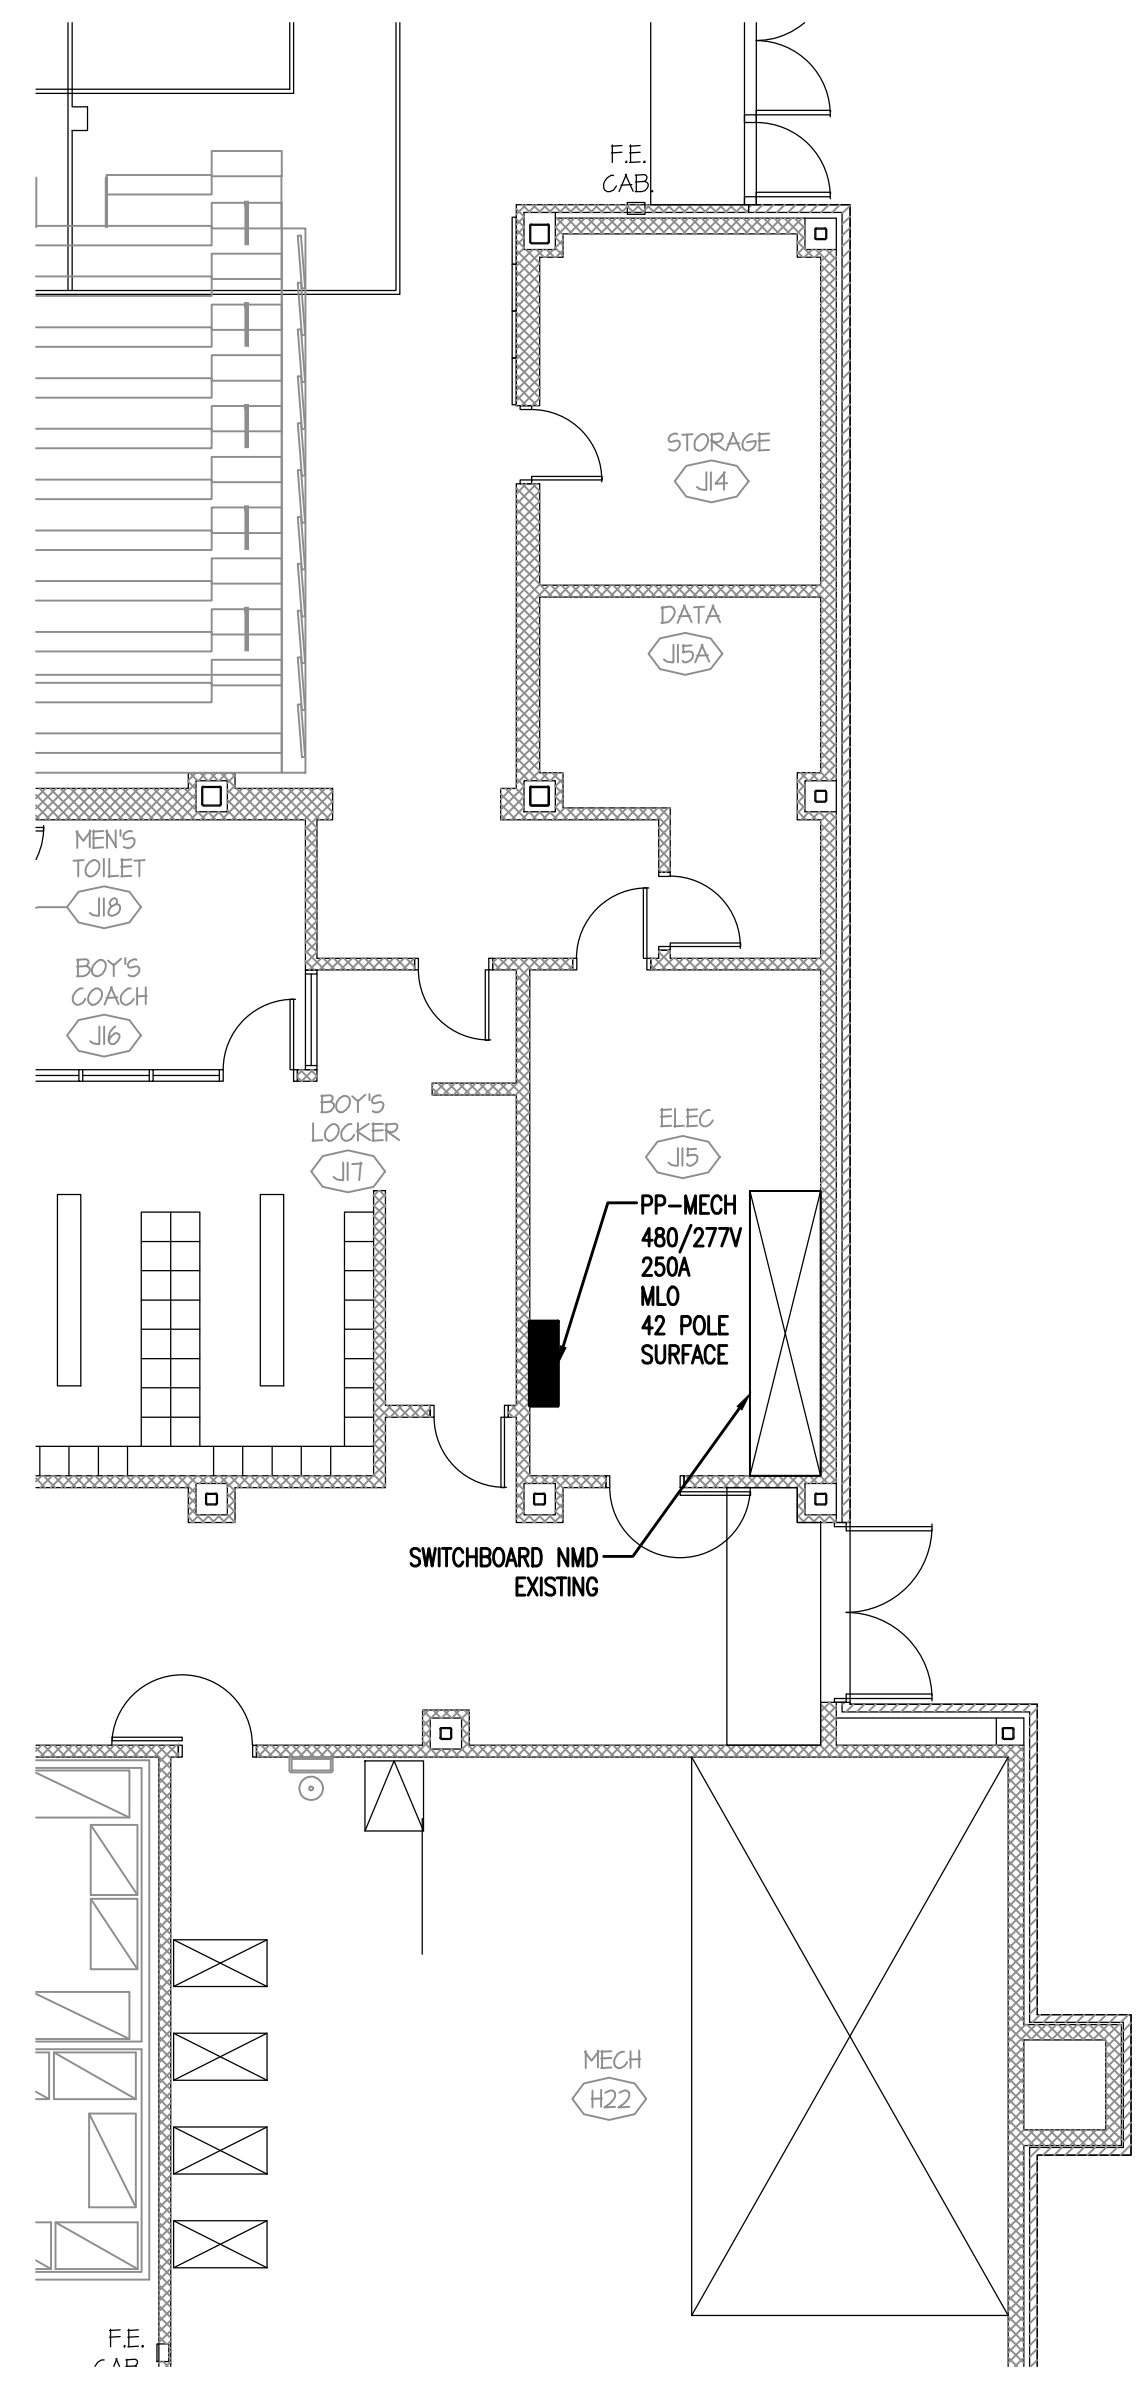 F.E.
CAB.
STORAGE
J14
DATA
J15A
MEN'S
TOILET
J18
BOY'S
COACH
J16
BOY'S
LOCKER
J17
ELEC
J15
PP-MECH
480/277V
250A
MLO
42 POLE
SURFACE
SWITCHBOARD NMD
EXISTING
MECH
H22
F.E.
CAB